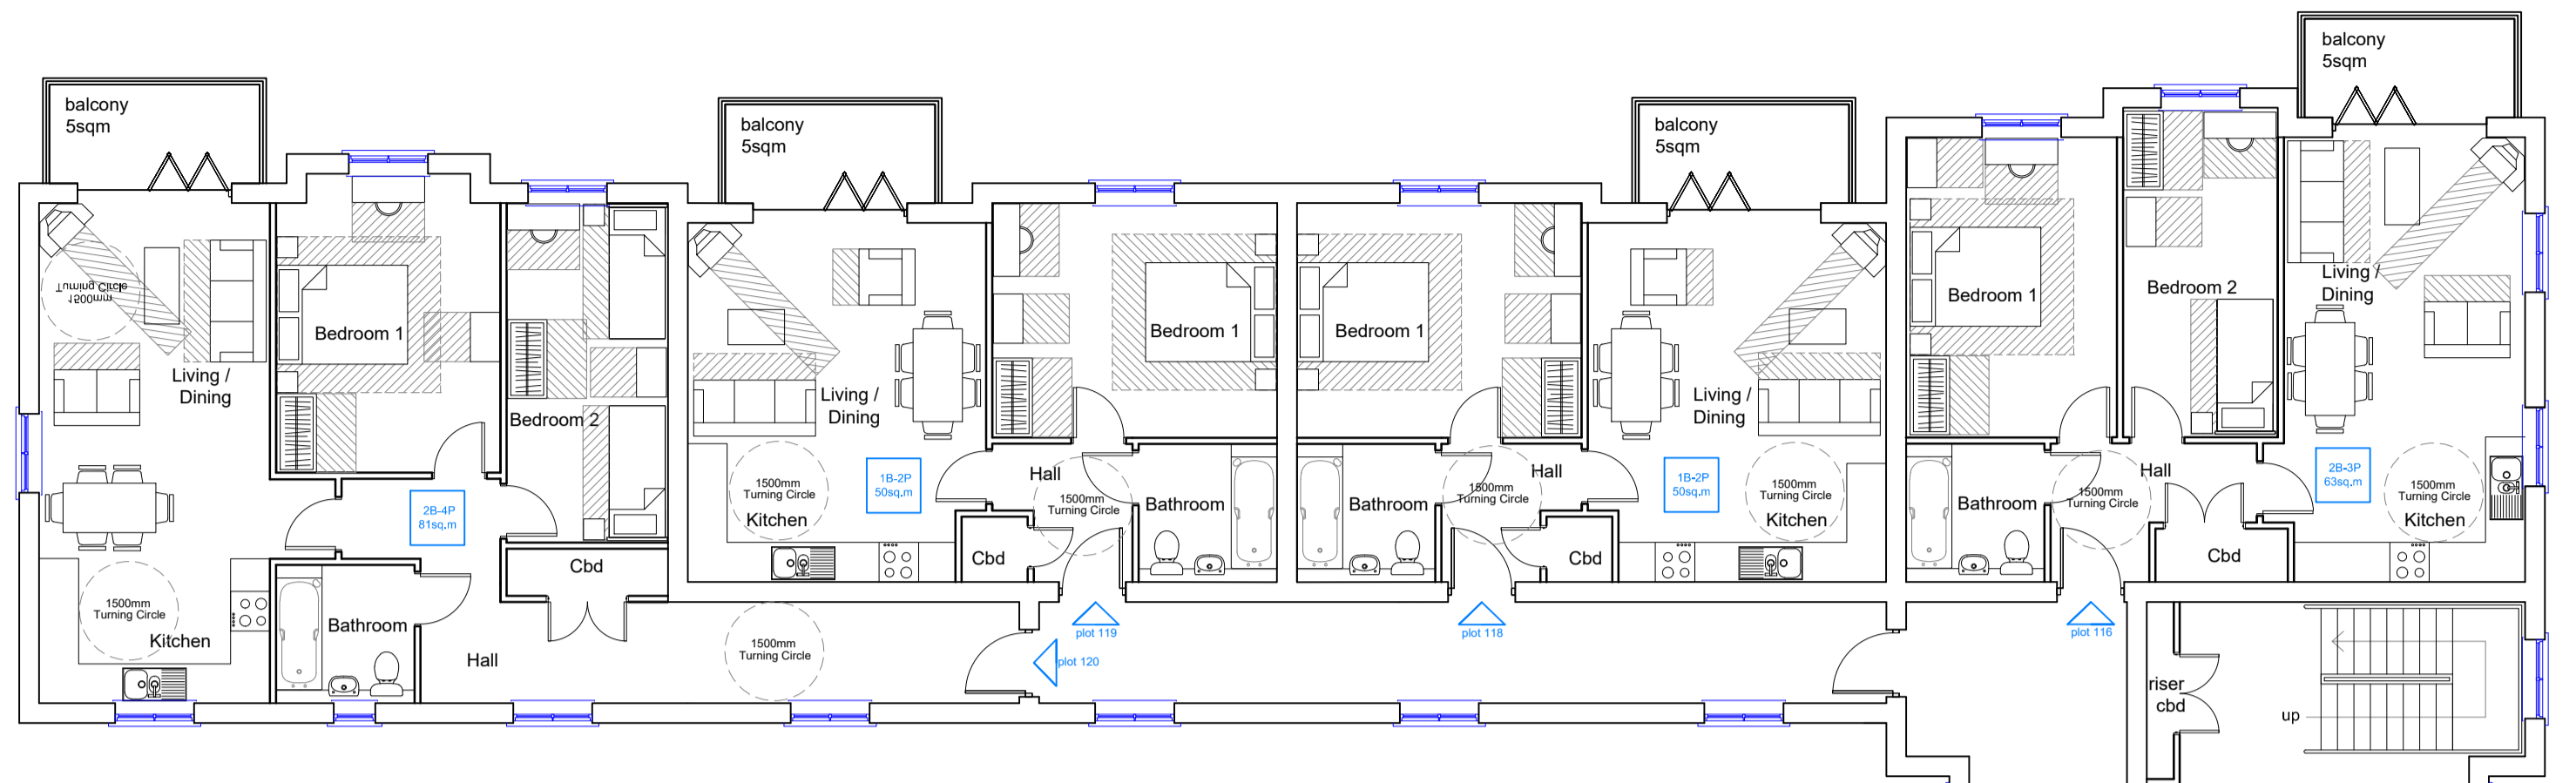 balcony
5sqm
balcony
5sqm
balcony
5sqm
balcony
5sqm
Turning Circle
1500mm
Living /
Dining
Bedroom 1
Bedroom 2
2B-4P
81sq.m
1500mm
Turning Circle
Kitchen
Bathroom
Cbd
Hall
1500mm
Turning Circle
Living /
Dining
1500mm
Turning Circle
Kitchen
1B-2P
50sq.m
Bedroom 1
Hall
1500mm
Turning Circle
Bathroom
Cbd
plot 119
plot 120
Bedroom 1
Bathroom
1500mm
Turning Circle
Hall
Cbd
plot 118
Living /
Dining
1B-2P
50sq.m
1500mm
Turning Circle
Kitchen
Bedroom 1
Bedroom 2
Living /
Dining
Bathroom
1500mm
Turning Circle
Hall
Cbd
2B-3P
63sq.m
1500mm
Turning Circle
Kitchen
plot 116
riser
cbd
up